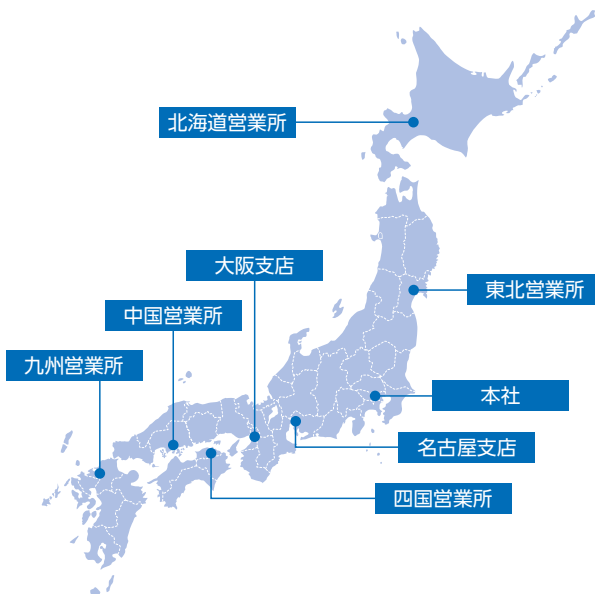 北海道営業所
大阪支店
東北営業所
中国営業所
九州営業所
本社
名古屋支店
四国営業所